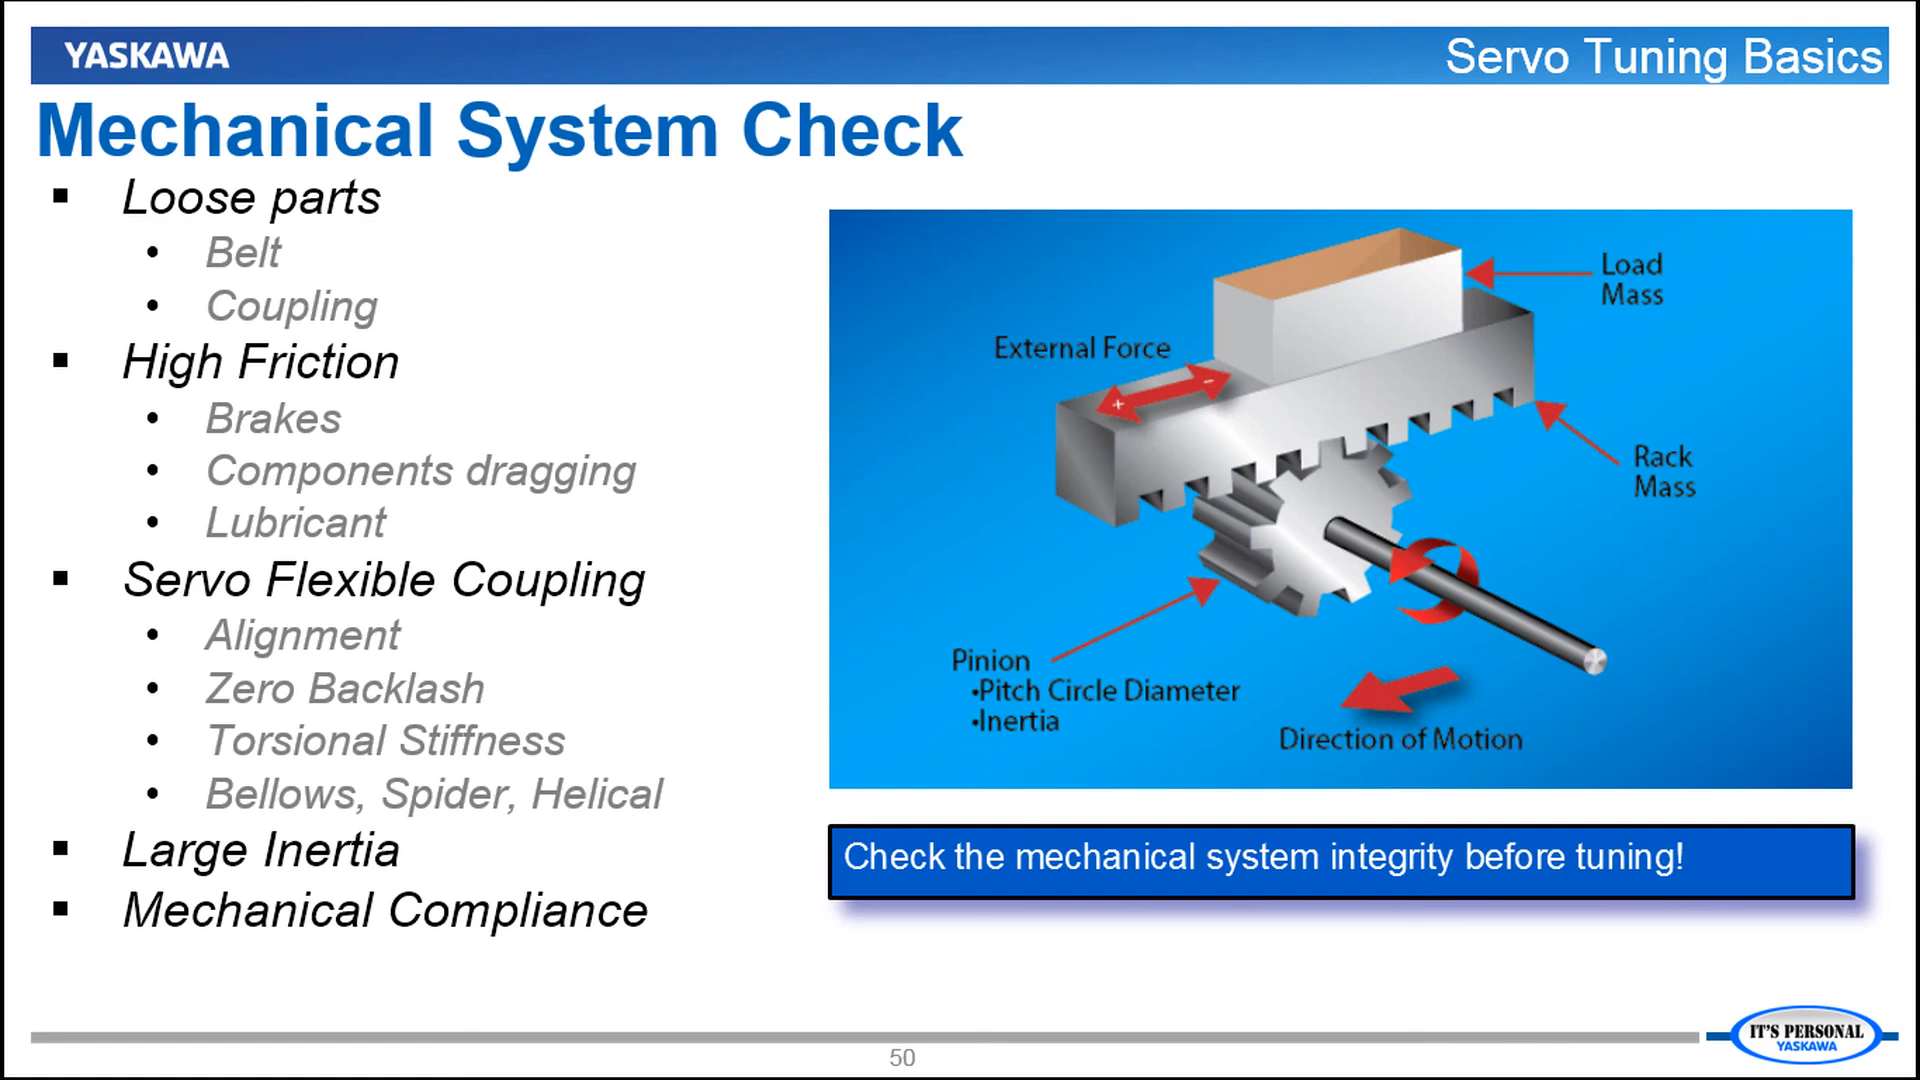 YASKAWA
Servo Tuning Basics
Mechanical System Check
▪ Loose parts
• Belt
• Coupling
▪ High Friction
• Brakes
• Components dragging
• Lubricant
▪ Servo Flexible Coupling
• Alignment
• Zero Backlash
• Torsional Stiffness
• Bellows, Spider, Helical
▪ Large Inertia
▪ Mechanical Compliance
Load
Mass
External Force
+ -
Rack
Mass
Pinion
•Pitch Circle Diameter
•Inertia
Direction of Motion
Check the mechanical system integrity before tuning!
50
IT'S PERSONAL
YASKAWA